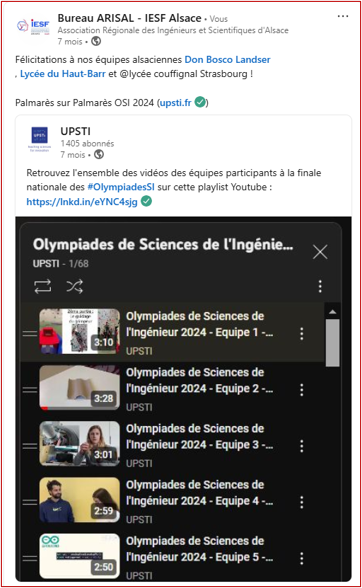 Bureau ARISAL - IESF Alsace • Vous
Association Régionale des Ingénieurs et Scientifiques d'Alsace
7 mois •
iESF
Félicitations à nos équipes alsaciennes Don Bosco Landser
, Lycée du Haut-Barr et @lycée couffignal Strasbourg !
Palmarès sur Palmarès OSI 2024 (upsti.fr)
UPSTI
UPSTI
1 405 abonnés
7 mois •
Retrouvez l'ensemble des vidéos des équipes participants à la finale
nationale des #OlympiadesSI sur cette playlist Youtube :
https://lnkd.in/eYNC4sjg
Olympiades de Sciences de l'Ingénie...
UPSTI - 1/68
3:10
Olympiades de Sciences de
l'Ingénieur 2024 - Equipe 1 -...
UPSTI
3:28
Olympiades de Sciences de
l'Ingénieur 2024 - Equipe 2 -...
UPSTI
3:01
Olympiades de Sciences de
l'Ingénieur 2024 - Equipe 3 -...
UPSTI
2:59
Olympiades de Sciences de
l'Ingénieur 2024 - Equipe 4 -...
UPSTI
2:50
Olympiades de Sciences de
l'Ingénieur 2024 - Equipe 5 -...
UPSTI